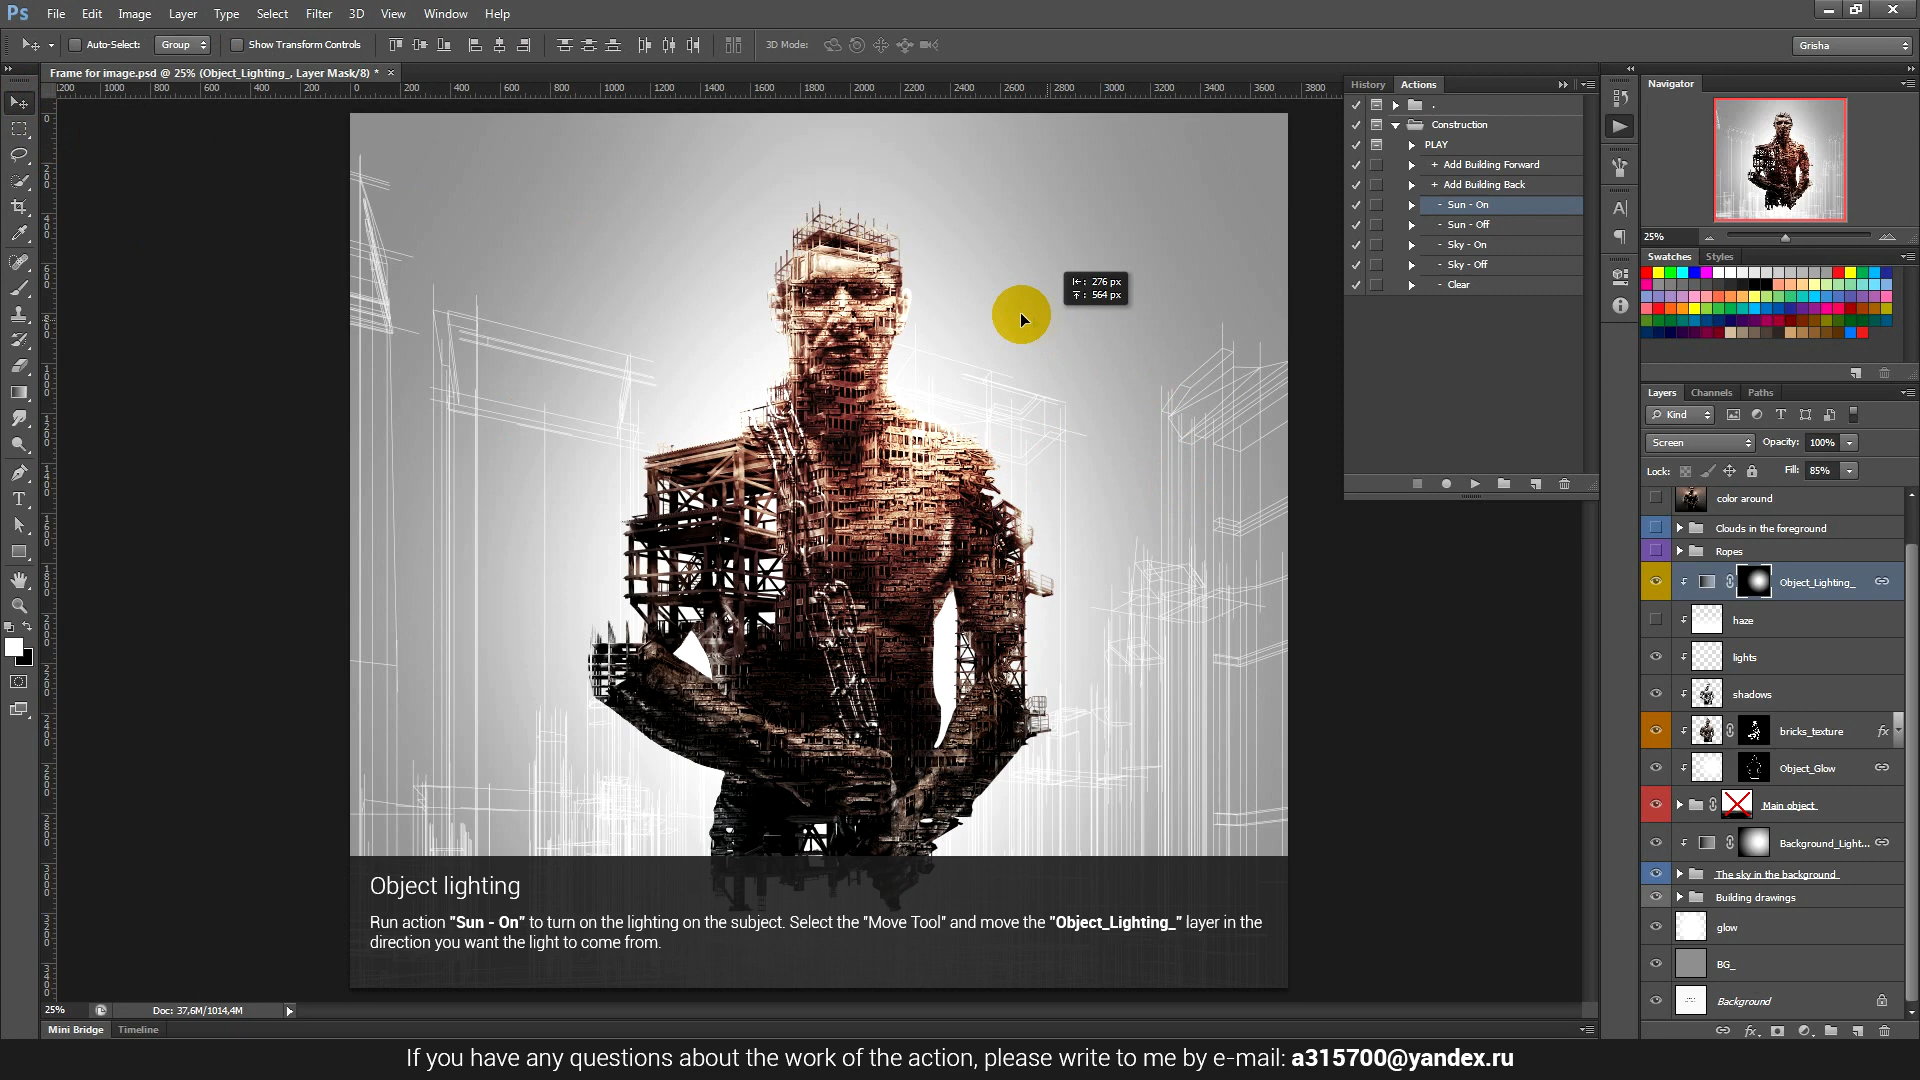 Ps File Edit Image Layer Type Select Filter 3D View Window Help
Auto-Select: Group Show Transform Controls 3D Mode: Grisha
Frame for image.psd @ 25% (Object_Lighting_, Layer Mask/8) * ×
1200 1000 800 600 400 200 0 200 400 600 800 1000 1200 1400 1600 1800 2000 2200 2400 2600 2800 3000 3200 3400 3600 3800
History Actions
.
Construction
PLAY
+ Add Building Forward
+ Add Building Back
- Sun - On
- Sun - Off
- Sky - On
- Sky - Off
- Clear
276 px
564 px
Navigator
25%
Swatches Styles
Layers Channels Paths
Kind
Screen Opacity: 100%
Lock: Fill: 85%
color around
Clouds in the foreground
Ropes
Object_Lighting_
haze
lights
shadows
bricks_texture fx
Object_Glow
Main object
Background_Light...
The sky in the background
Building drawings
glow
BG_
Background
Object lighting
Run action "Sun - On" to turn on the lighting on the subject. Select the "Move Tool" and move the "Object_Lighting_" layer in the
direction you want the light to come from.
25% Doc: 37,6M/1014,4M
Mini Bridge Timeline
If you have any questions about the work of the action, please write to me by e-mail: a315700@yandex.ru